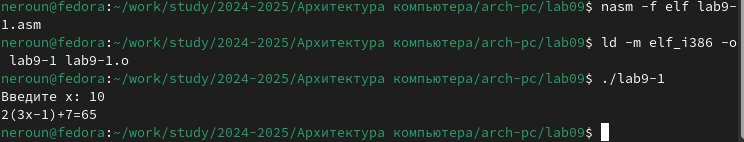 neroun@fedora:~/work/study/2024-2025/Архитектура компьютера/arch-pc/lab09$ nasm -f elf lab9-
1.asm
neroun@fedora:~/work/study/2024-2025/Архитектура компьютера/arch-pc/lab09$ ld -m elf_i386 -o
 lab9-1 lab9-1.o
neroun@fedora:~/work/study/2024-2025/Архитектура компьютера/arch-pc/lab09$ ./lab9-1
Введите x: 10
2(3x-1)+7=65
neroun@fedora:~/work/study/2024-2025/Архитектура компьютера/arch-pc/lab09$